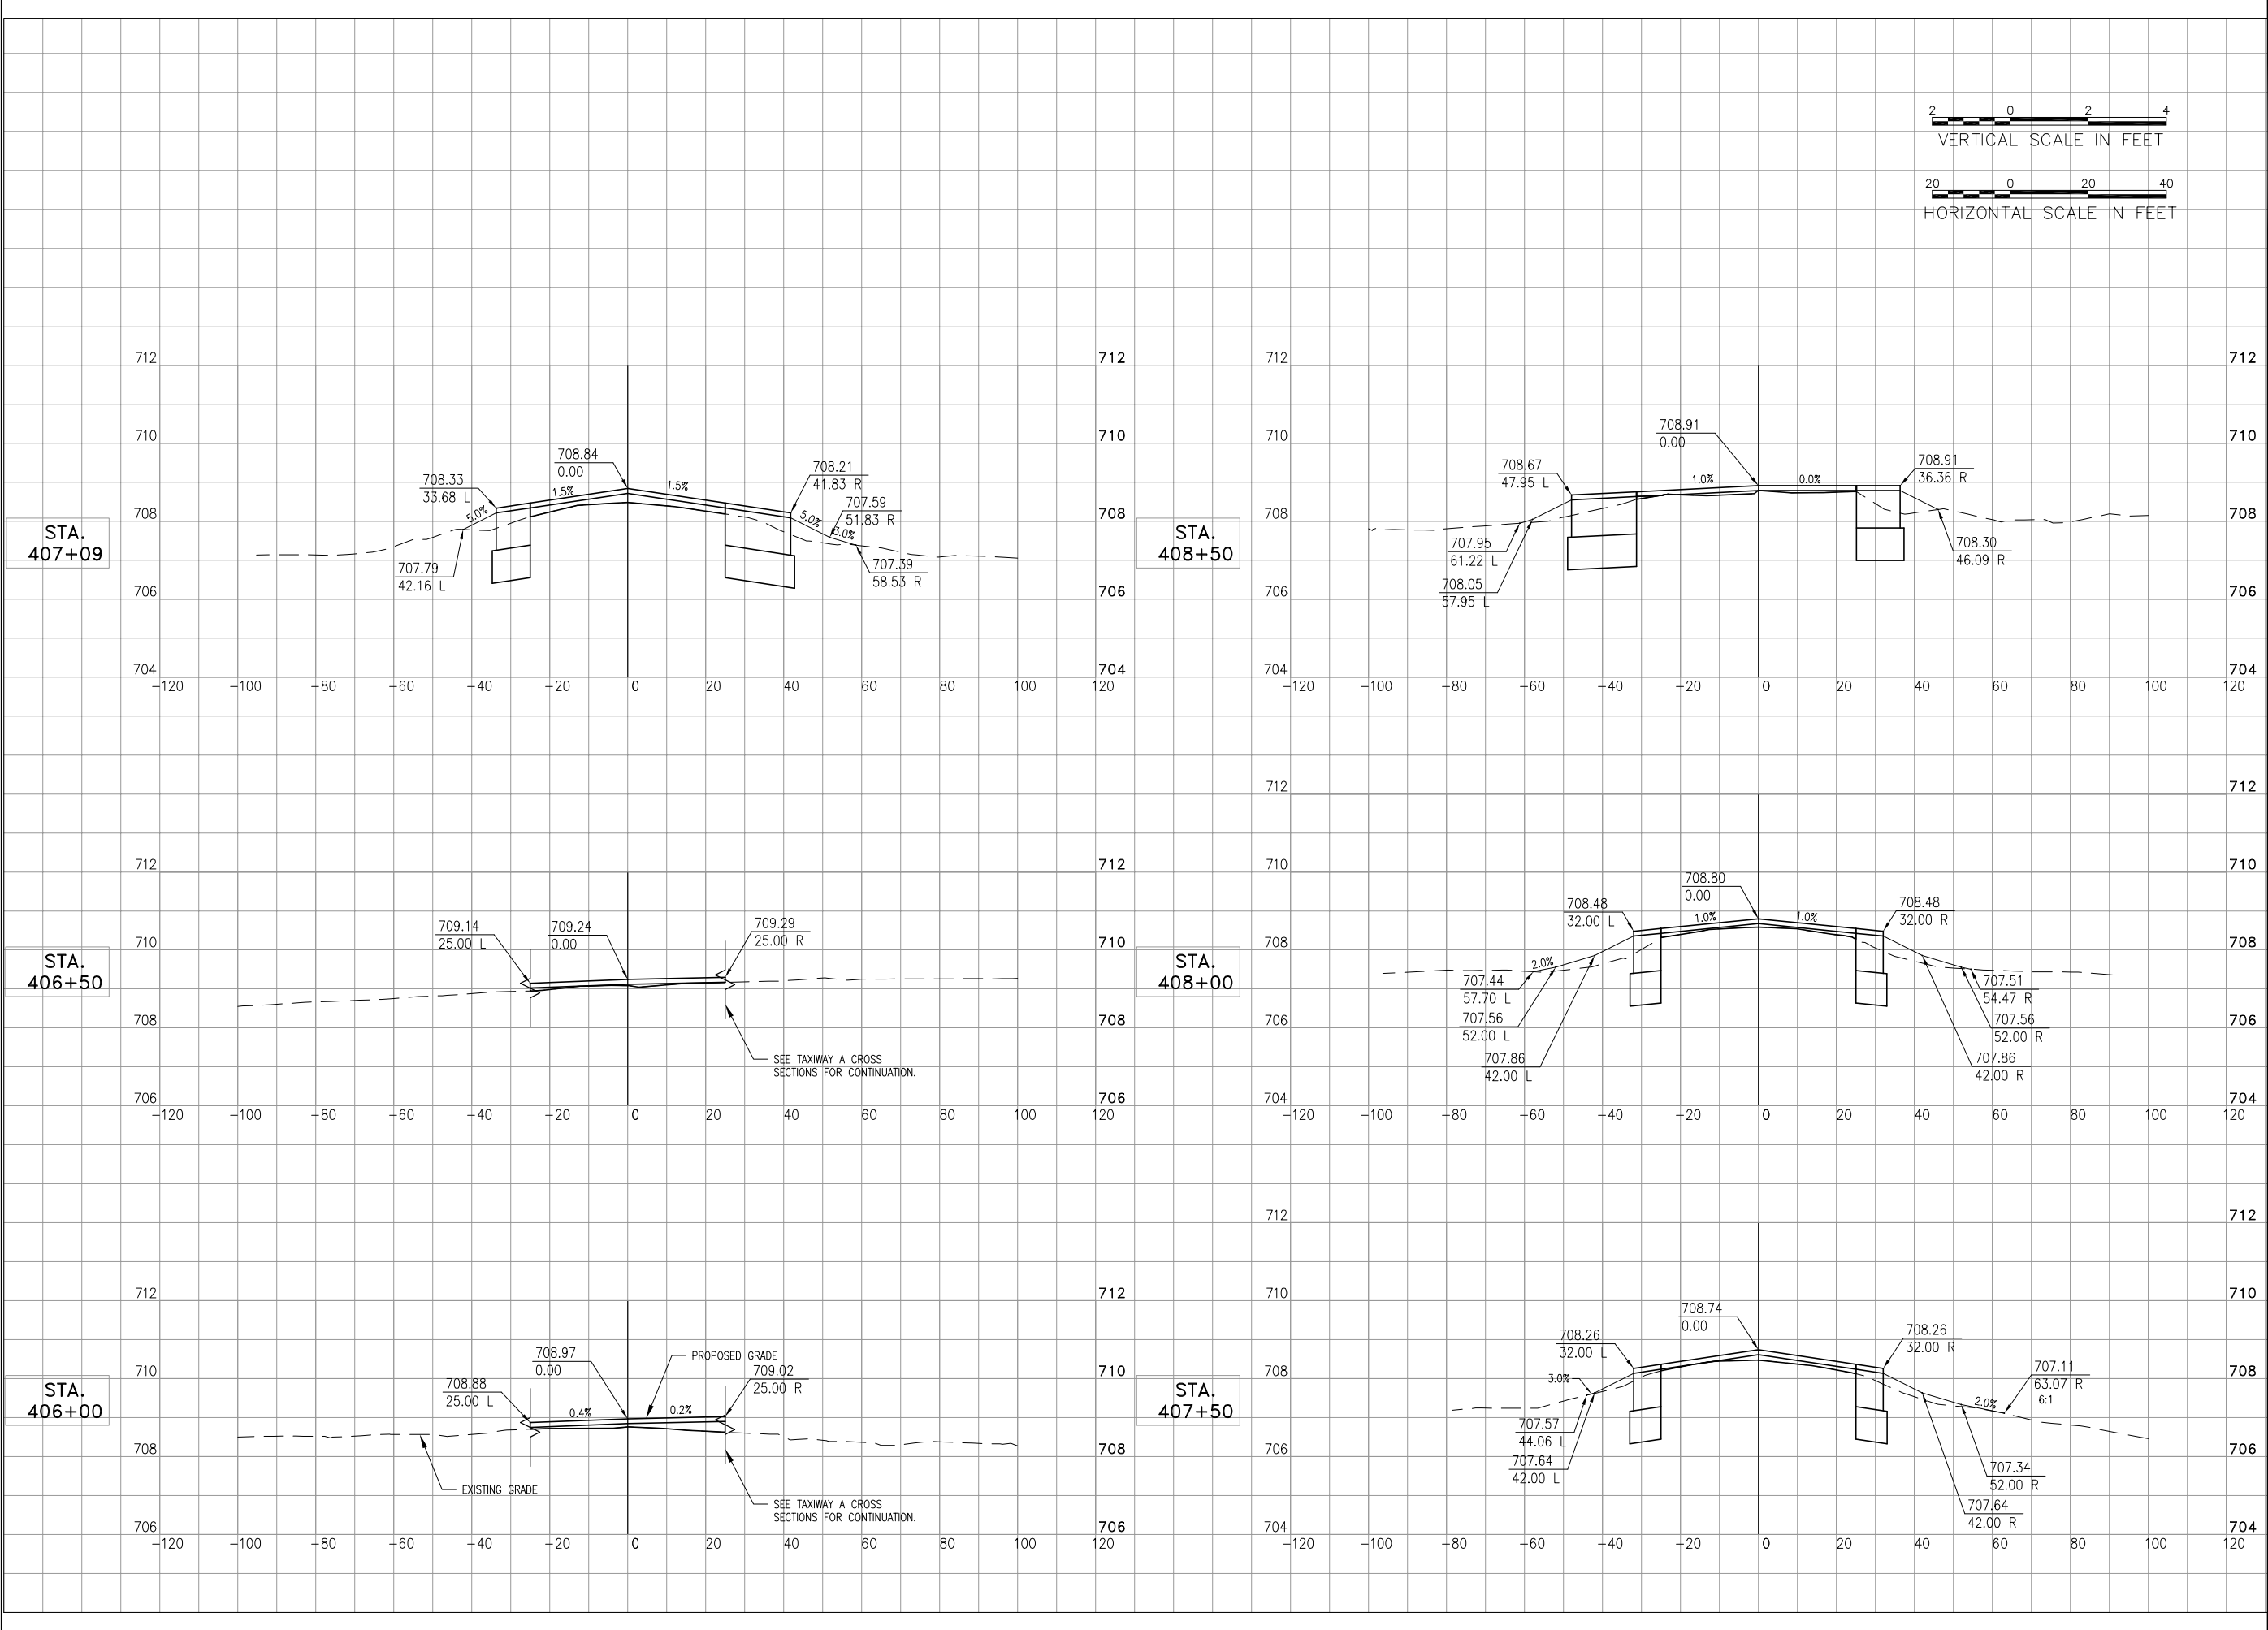 2 0 2 4
VERTICAL SCALE IN FEET
20 0 20 40
HORIZONTAL SCALE IN FEET
STA.
407+09
712 712
710 710
708
706 706
704 704
-120 -100 -80 -60 -40 -20 0 20 40 60 80 100 120
708
708.33
33.68 L
708.84
0.00
708.21
41.83 R
707.59
51.83 R
707.39
58.53 R
707.79
42.16 L
5.0%
1.5%
1.5%
5.0%
3.0%
STA.
406+50
712 712
710 710
708 708
706 706
-120 -100 -80 -60 -40 -20 0 20 40 60 80 100 120
709.14
25.00 L
709.24
0.00
709.29
25.00 R
SEE TAXIWAY A CROSS
SECTIONS FOR CONTINUATION.
STA.
406+00
712 712
710 710
708 708
706 706
-120 -100 -80 -60 -40 -20 0 20 40 60 80 100 120
708.88
25.00 L
708.97
0.00
PROPOSED GRADE
709.02
25.00 R
0.4%
0.2%
EXISTING GRADE
SEE TAXIWAY A CROSS
SECTIONS FOR CONTINUATION.
STA.
408+50
712 712
710 710
708 708
706 706
704 704
-120 -100 -80 -60 -40 -20 0 20 40 60 80 100 120
708.67
47.95 L
708.91
0.00
708.91
36.36 R
1.0%
0.0%
707.95
61.22 L
708.05
57.95 L
708.30
46.09 R
STA.
408+00
712
710 710
708 708
706 706
704 704
-120 -100 -80 -60 -40 -20 0 20 40 60 80 100 120
708.48
32.00 L
708.80
0.00
708.48
32.00 R
2.0%
1.0%
1.0%
707.44
57.70 L
707.56
52.00 L
707.86
42.00 L
707.51
54.47 R
707.56
52.00 R
707.86
42.00 R
STA.
407+50
712 712
710 710
708 708
706 706
704 704
-120 -100 -80 -60 -40 -20 0 20 40 60 80 100 120
708.26
32.00 L
708.74
0.00
708.26
32.00 R
3.0%
707.57
44.06 L
707.64
42.00 L
707.11
63.07 R
6:1
2.0%
707.34
52.00 R
707.64
42.00 R
712